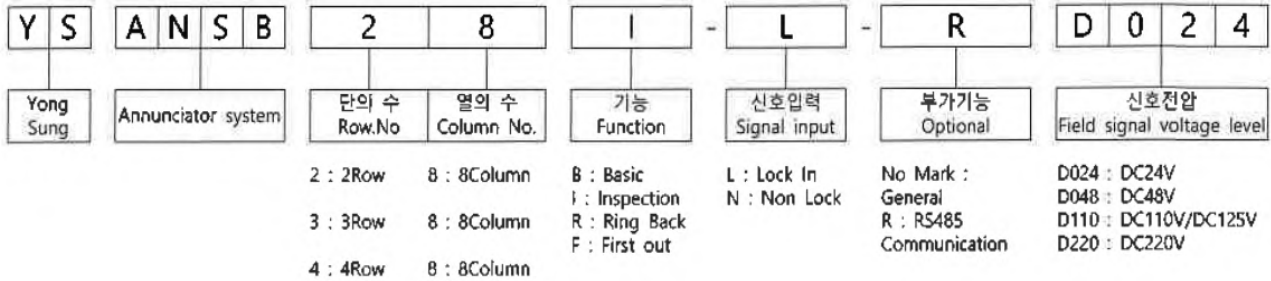 Y S A N S B 2 8 I - L - R D 0 2 4
Yong
Sung
Annunciator system
단의 수
Row.No
열의 수
Column No.
기능
Function
신호입력
Signal input
부가기능
Optional
신호전압
Field signal voltage level
2 : 2Row
8 : 8Column
3 : 3Row
8 : 8Column
4 : 4Row
8 : 8Column
B : Basic
I : Inspection
R : Ring Back
F : First out
L : Lock In
N : Non Lock
No Mark :
General
R : RS485
Communication
D024 : DC24V
D048 : DC48V
D110 : DC110V/DC125V
D220 : DC220V